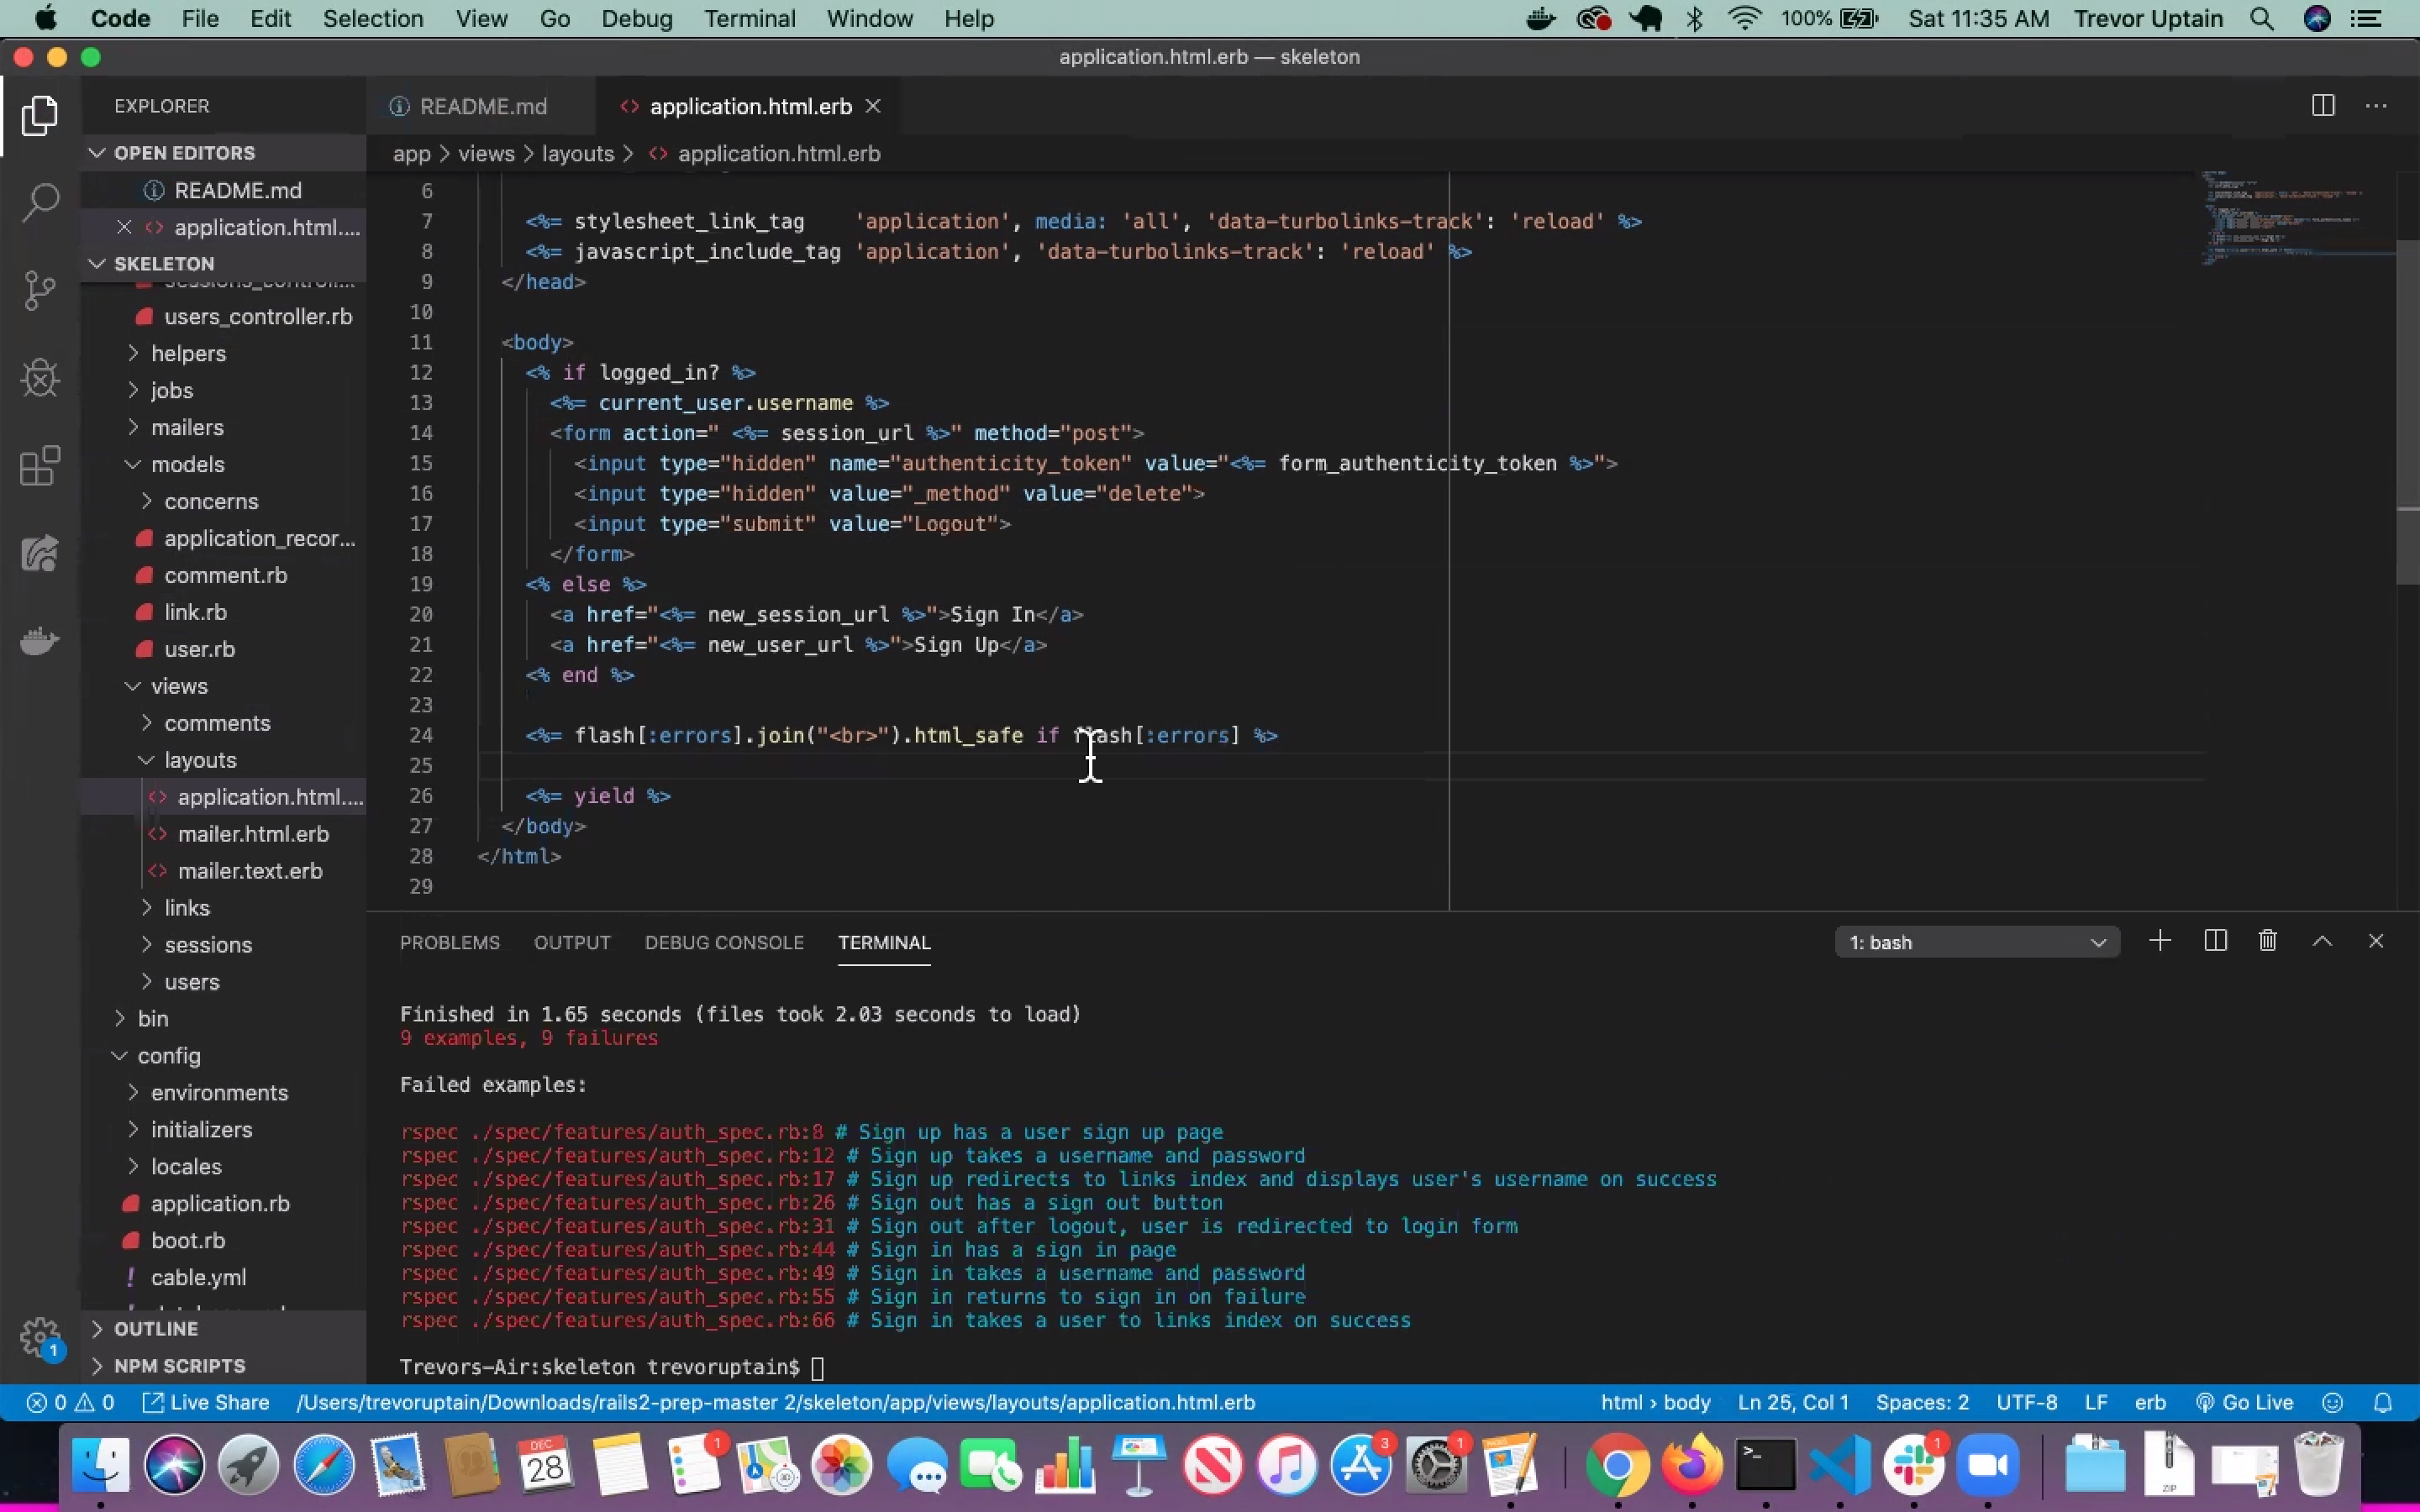 Code File Edit Selection View Go Debug Terminal Window Help 100% Sat 11:35 AM Trevor Uptain
application.html.erb — skeleton
EXPLORER
OPEN EDITORS
README.md
application.html....
SKELETON
users_controller.rb
helpers
jobs
mailers
models
concerns
application_recor...
comment.rb
link.rb
user.rb
views
comments
layouts
application.html....
mailer.html.erb
mailer.text.erb
links
sessions
users
bin
config
environments
initializers
locales
application.rb
boot.rb
cable.yml
OUTLINE
NPM SCRIPTS
1
README.md application.html.erb
app > views > layouts > application.html.erb
6
7 <%= stylesheet_link_tag    'application', media: 'all', 'data-turbolinks-track': 'reload' %>
8 <%= javascript_include_tag 'application', 'data-turbolinks-track': 'reload' %>
9 </head>
10
11 <body>
12 <% if logged_in? %>
13 <%= current_user.username %>
14 <form action=" <%= session_url %>" method="post">
15 <input type="hidden" name="authenticity_token" value="<%= form_authenticity_token %>">
16 <input type="hidden" value="_method" value="delete">
17 <input type="submit" value="Logout">
18 </form>
19 <% else %>
20 <a href="<%= new_session_url %>">Sign In</a>
21 <a href="<%= new_user_url %>">Sign Up</a>
22 <% end %>
23
24 <%= flash[:errors].join("<br>").html_safe if flash[:errors] %>
25
26 <%= yield %>
27 </body>
28 </html>
29
PROBLEMS OUTPUT DEBUG CONSOLE TERMINAL 1: bash
Finished in 1.65 seconds (files took 2.03 seconds to load)
9 examples, 9 failures
Failed examples:
rspec ./spec/features/auth_spec.rb:8 # Sign up has a user sign up page
rspec ./spec/features/auth_spec.rb:12 # Sign up takes a username and password
rspec ./spec/features/auth_spec.rb:17 # Sign up redirects to links index and displays user's username on success
rspec ./spec/features/auth_spec.rb:26 # Sign out has a sign out button
rspec ./spec/features/auth_spec.rb:31 # Sign out after logout, user is redirected to login form
rspec ./spec/features/auth_spec.rb:44 # Sign in has a sign in page
rspec ./spec/features/auth_spec.rb:49 # Sign in takes a username and password
rspec ./spec/features/auth_spec.rb:55 # Sign in returns to sign in on failure
rspec ./spec/features/auth_spec.rb:66 # Sign in takes a user to links index on success
Trevors-Air:skeleton trevoruptain$
0 0 Live Share /Users/trevoruptain/Downloads/rails2-prep-master 2/skeleton/app/views/layouts/application.html.erb html > body Ln 25, Col 1 Spaces: 2 UTF-8 LF erb Go Live
DEC 1 3 1 1
28 ZIP